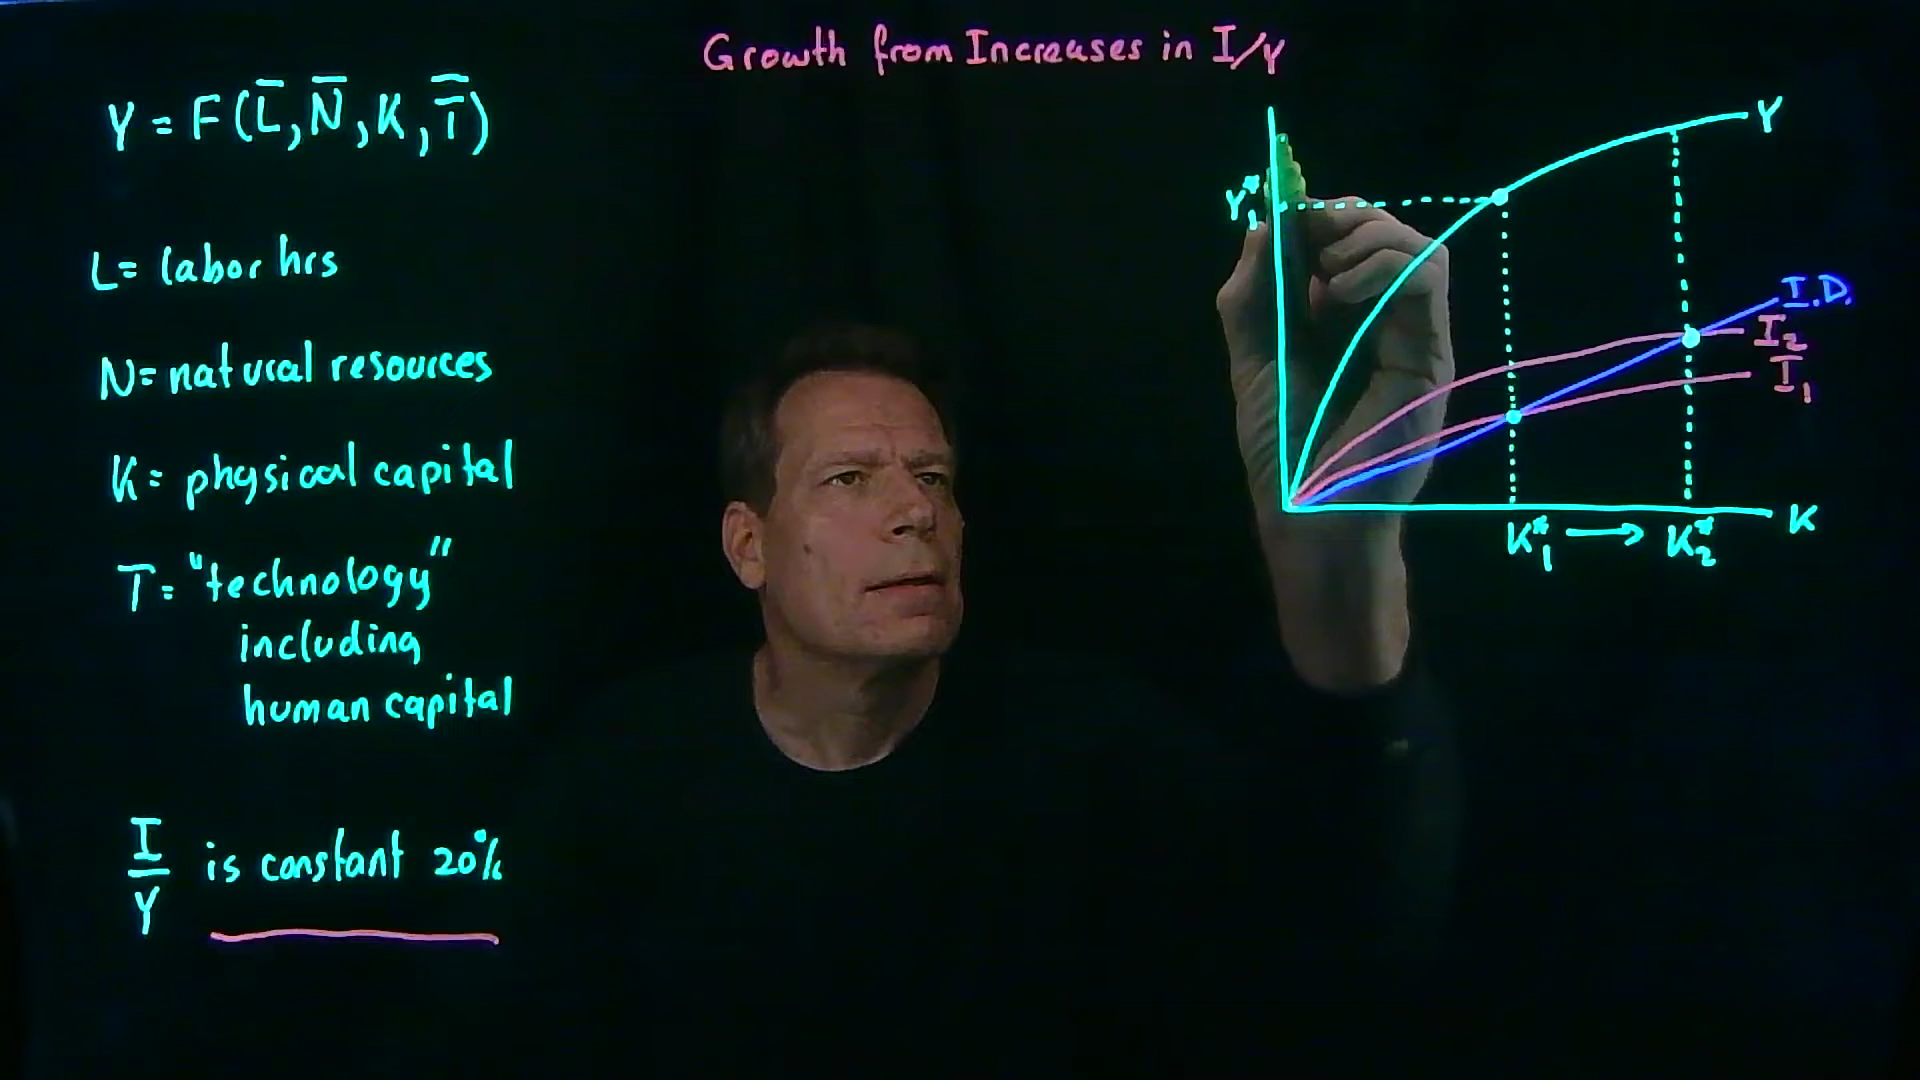 Growth from Increases in I/Y
Y = F(L̅, N̅, K, T̅)
L = labor hrs
N = natural resources
K = physical capital
T = "technology"
including
human capital
I/Y is constant 20%
Y
Y₁*
I.D.
I₂
I₁
K
K₁* → K₂*